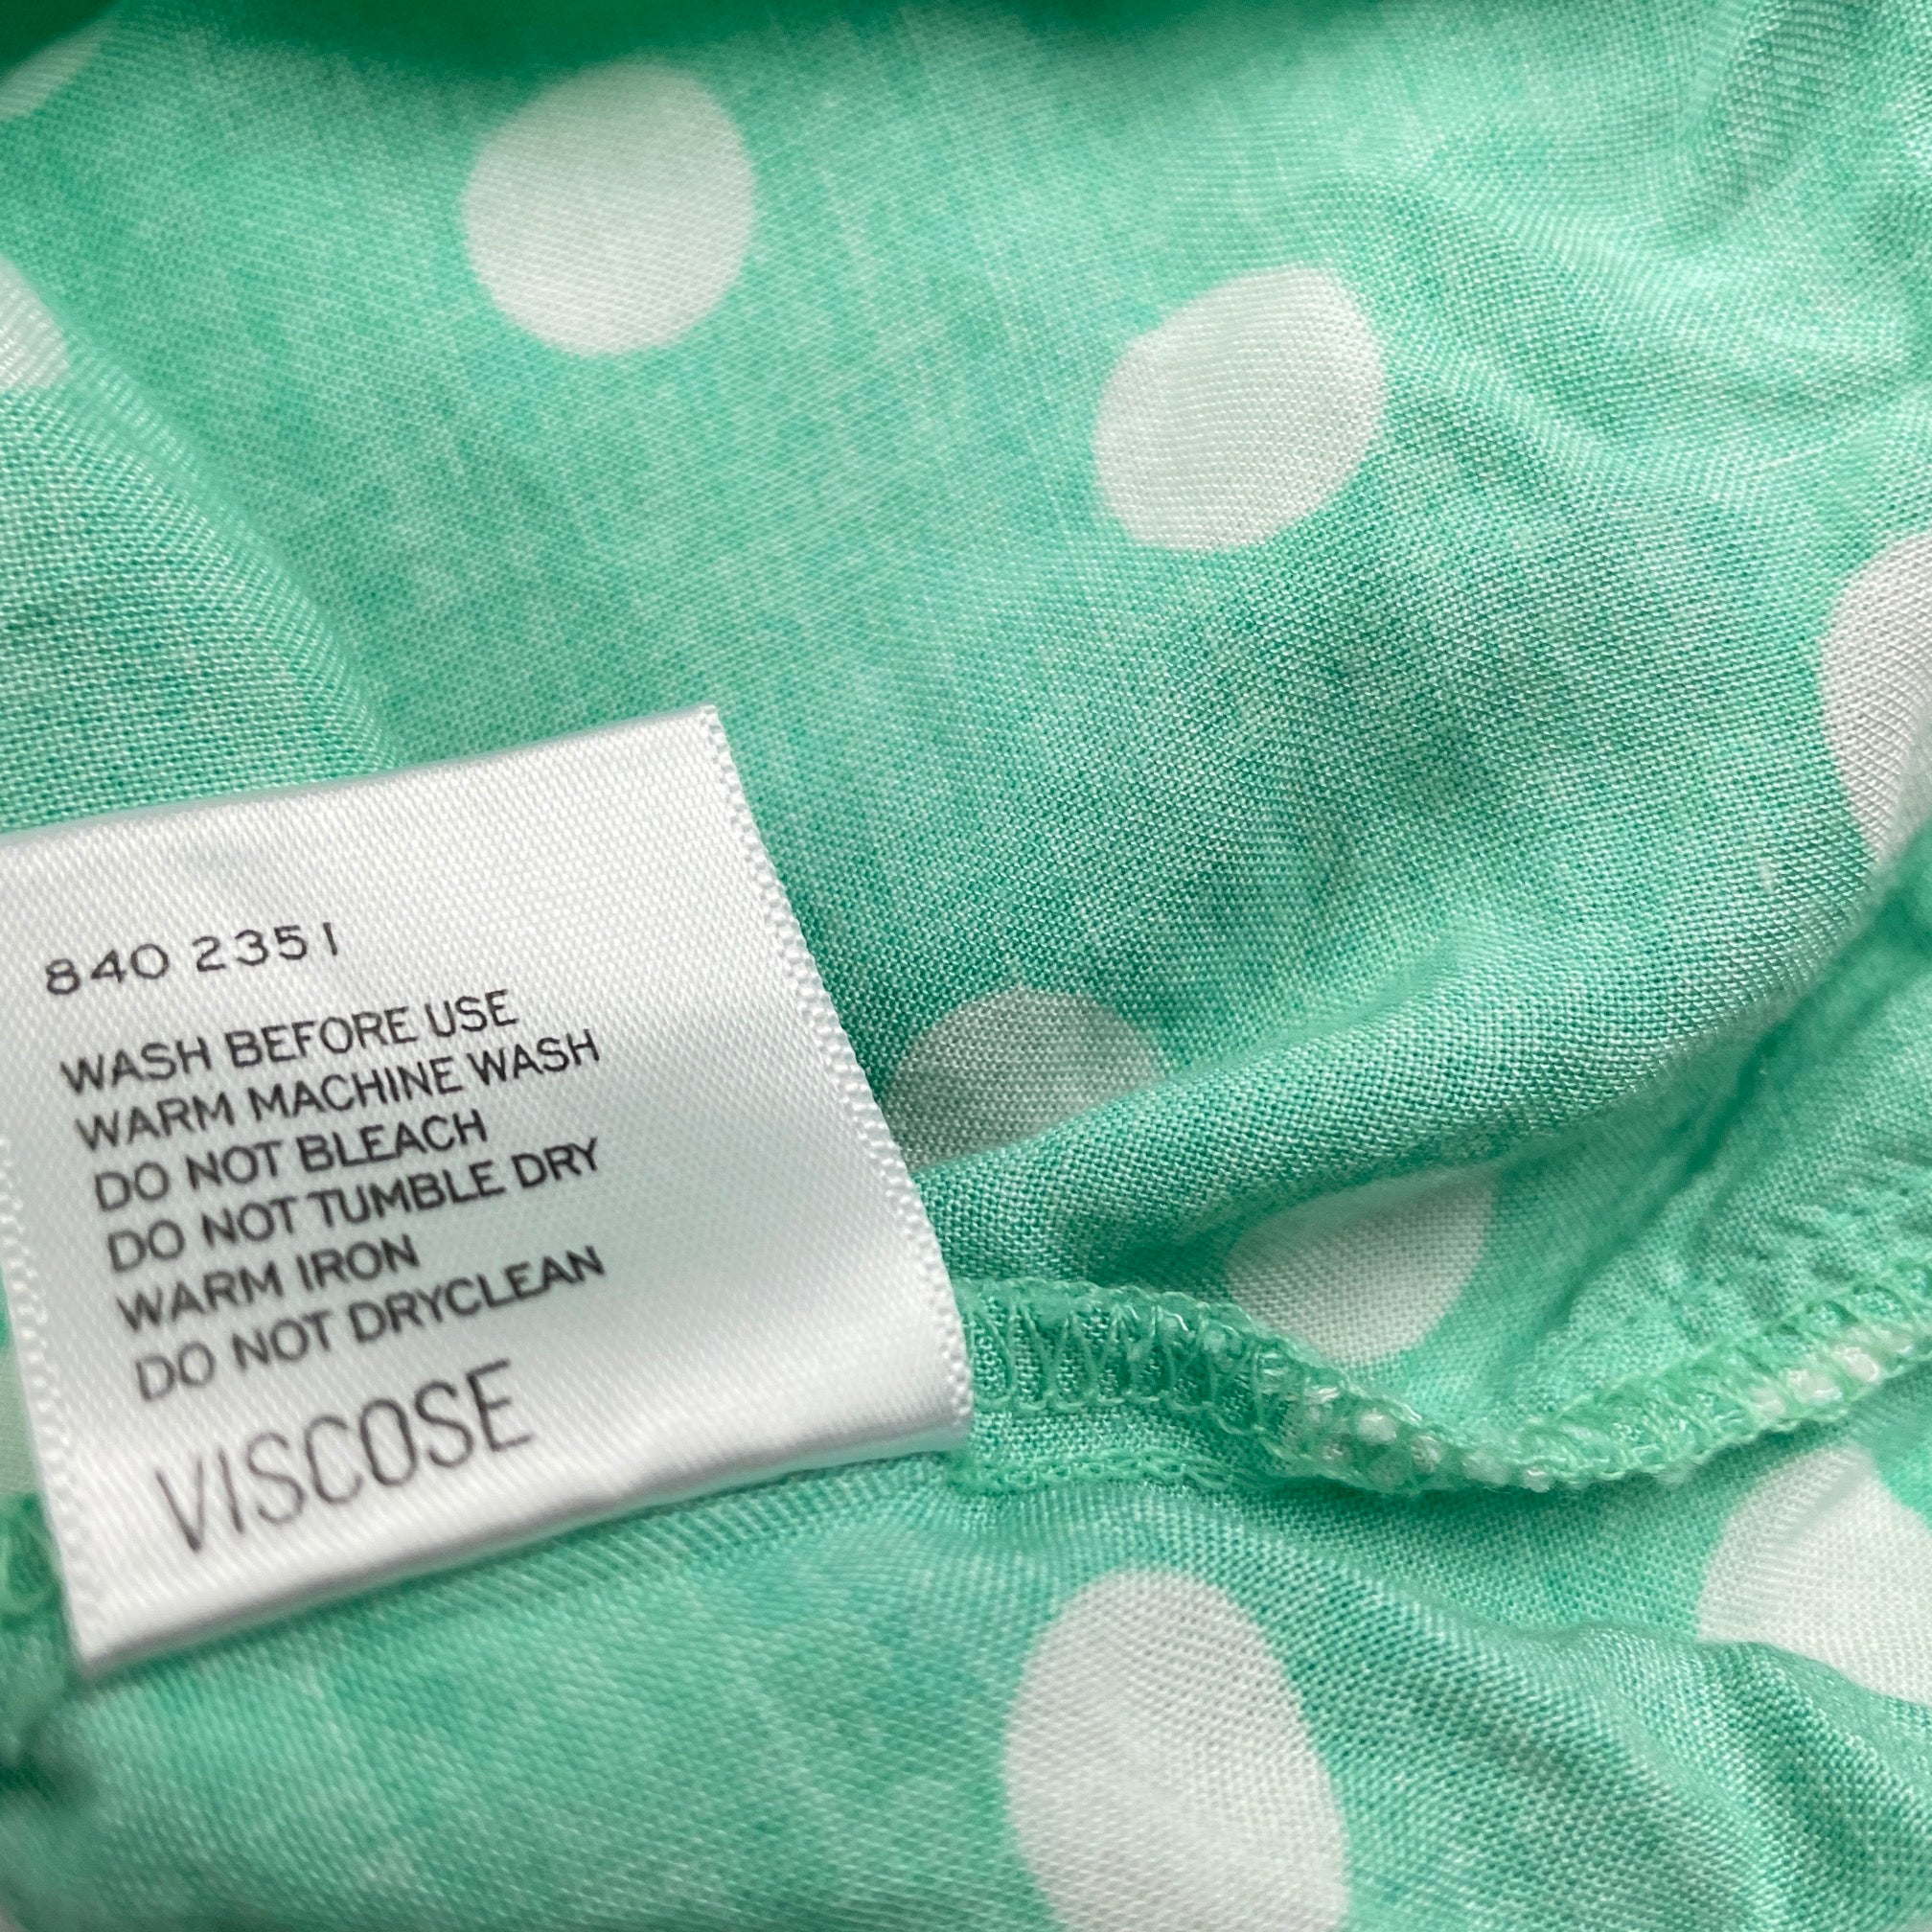 840 2351
WASH BEFORE USE
WARM MACHINE WASH
DO NOT BLEACH
DO NOT TUMBLE DRY
WARM IRON
DO NOT DRYCLEAN
VISCOSE